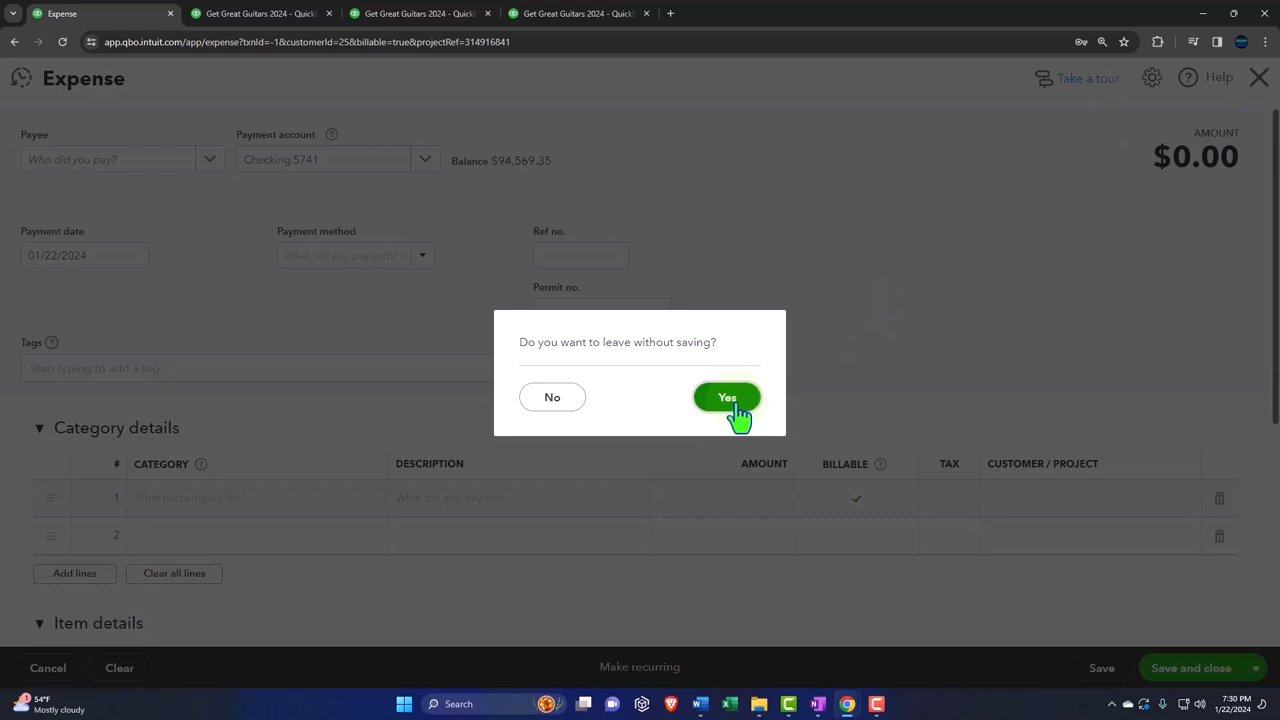 Expense
Get Great Guitars 2024 - QuickB
Get Great Guitars 2024 - QuickB
Get Great Guitars 2024 - QuickB
app.qbo.intuit.com/app/expense?txnId=-1&customerId=25&billable=true&projectRef=314916841
Expense
Take a tour
Help
Payee
Payment account
AMOUNT
Who did you pay?
Checking 5741
Balance $94,569.35
$0.00
Payment date
Payment method
Ref no.
01/22/2024
What did you pay with?
Permit no.
Tags
Start typing to add a tag
Do you want to leave without saving?
No
Yes
Category details
# CATEGORY DESCRIPTION AMOUNT BILLABLE TAX CUSTOMER / PROJECT
1 What tax category fits? What did you pay for?
2
Add lines
Clear all lines
Item details
Cancel
Clear
Make recurring
Save
Save and close
1
54°F
Mostly cloudy
Search
7:30 PM
1/22/2024